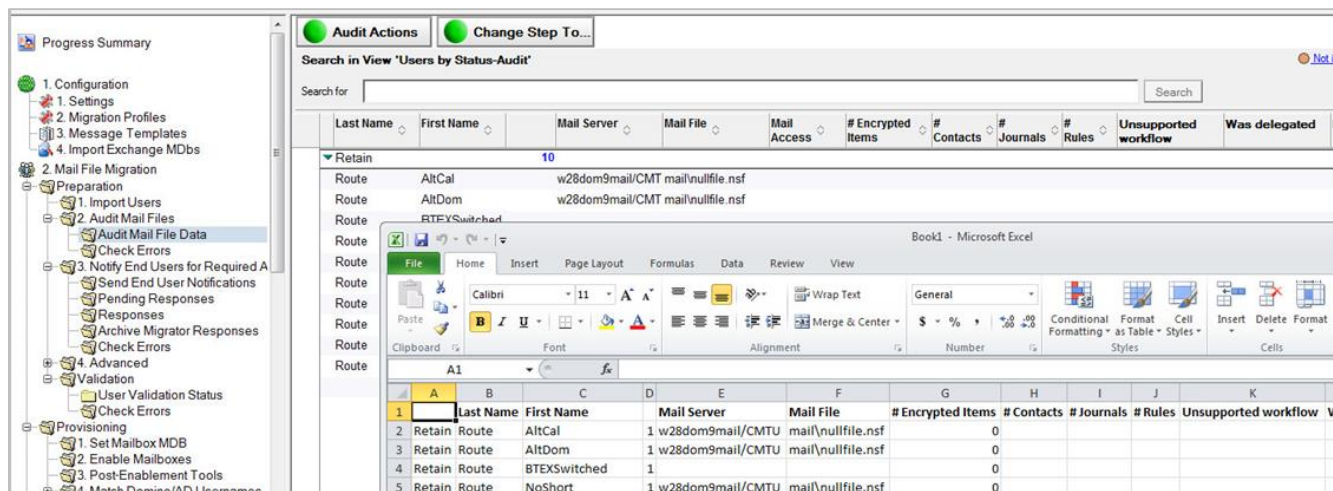 Progress Summary
1. Configuration
1. Settings
2. Migration Profiles
3. Message Templates
4. Import Exchange MDbs
2. Mail File Migration
Preparation
1. Import Users
2. Audit Mail Files
Audit Mail File Data
Check Errors
3. Notify End Users for Required A
Send End User Notifications
Pending Responses
Responses
Archive Migrator Responses
Check Errors
4. Advanced
Validation
User Validation Status
Check Errors
Provisioning
1. Set Mailbox MDB
2. Enable Mailboxes
3. Post-Enablement Tools
4. Match Domino/AD Usernames
Audit Actions Change Step To...
Search in View 'Users by Status-Audit'
Not i
Search for Search
Last Name First Name Mail Server Mail File Mail Access # Encrypted Items # Contacts # Journals # Rules Unsupported workflow Was delegated
Retain 10
Route AltCal w28dom9mail/CMT mail\nullfile.nsf
Route AltDom w28dom9mail/CMT mail\nullfile.nsf
Route BTEXSwitched
Route
Route
Route
Route
Route
Route
Route
Book1 - Microsoft Excel
File Home Insert Page Layout Formulas Data Review View
Calibri 11 A A Wrap Text General
Paste B I U A Merge & Center $ % , .0 .00 .00 .0 Conditional Formatting as Table Cell Styles Insert Delete Format
Clipboard Font Alignment Number Styles Cells
A1 fx
A B C D E F G H I J K
1 Last Name First Name Mail Server Mail File # Encrypted Items # Contacts # Journals # Rules Unsupported workflow W
2 Retain Route AltCal 1 w28dom9mail/CMTU mail\nullfile.nsf 0
3 Retain Route AltDom 1 w28dom9mail/CMTU mail\nullfile.nsf 0
4 Retain Route BTEXSwitched 1 0
5 Retain Route NoShort 1 w28dom9mail/CMTU mail\nullfile.nsf 0